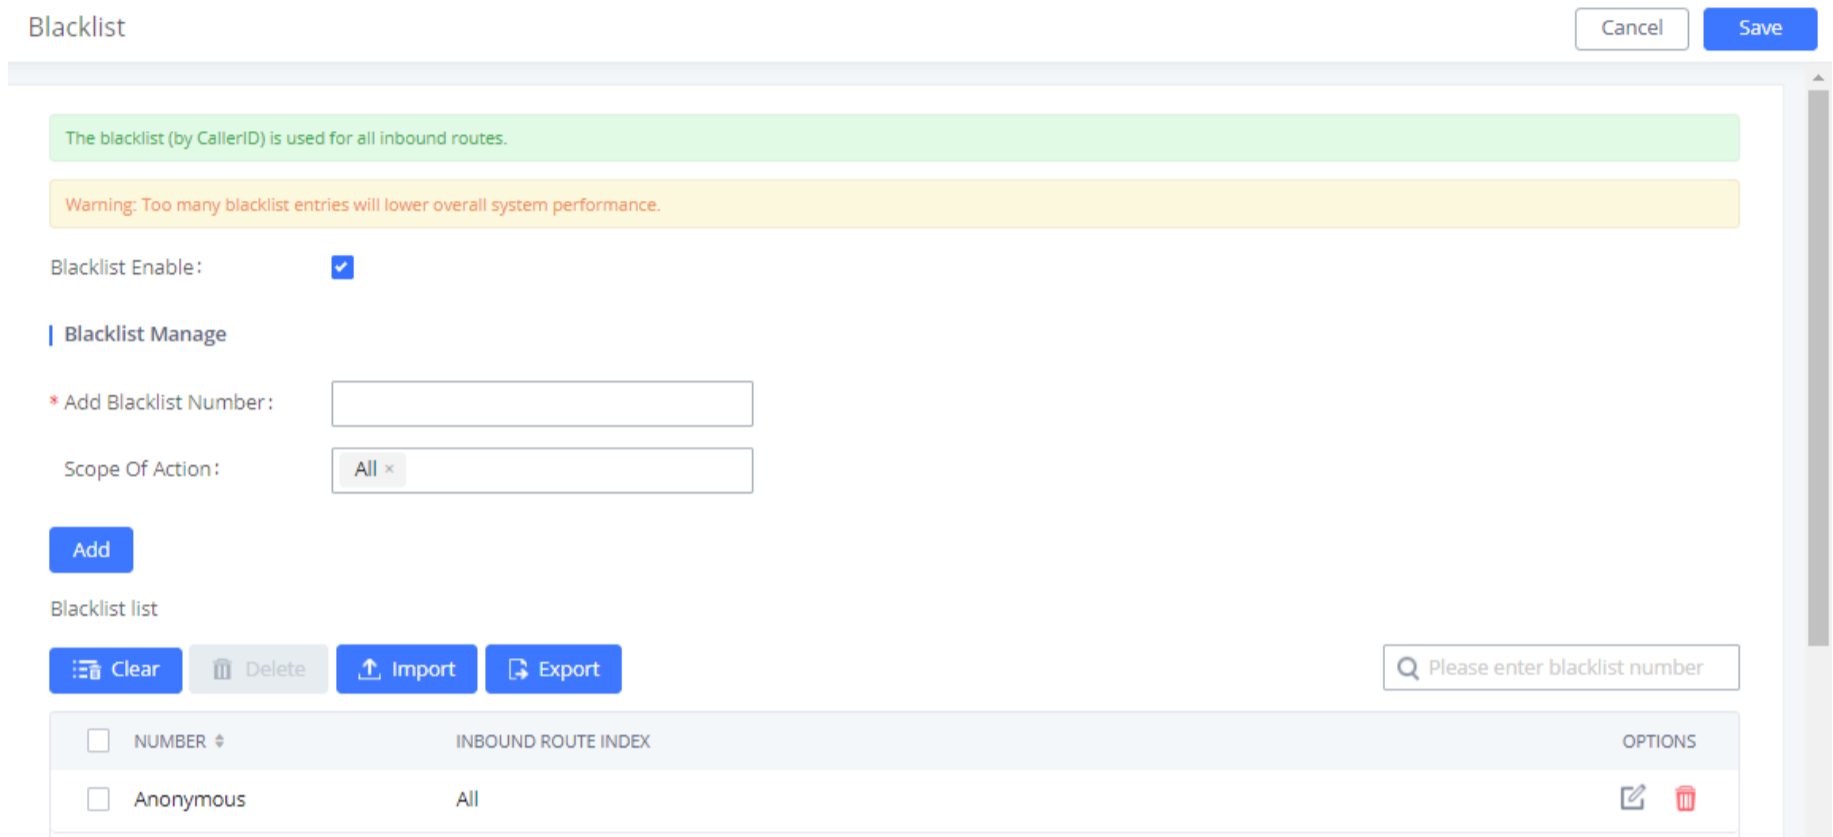 Blacklist
Cancel
Save
The blacklist (by CallerID) is used for all inbound routes.
Warning: Too many blacklist entries will lower overall system performance.
Blacklist Enable:
Blacklist Manage
* Add Blacklist Number:
Scope Of Action:
All ×
Add
Blacklist list
Clear
Delete
Import
Export
Please enter blacklist number
NUMBER
INBOUND ROUTE INDEX
OPTIONS
Anonymous
All